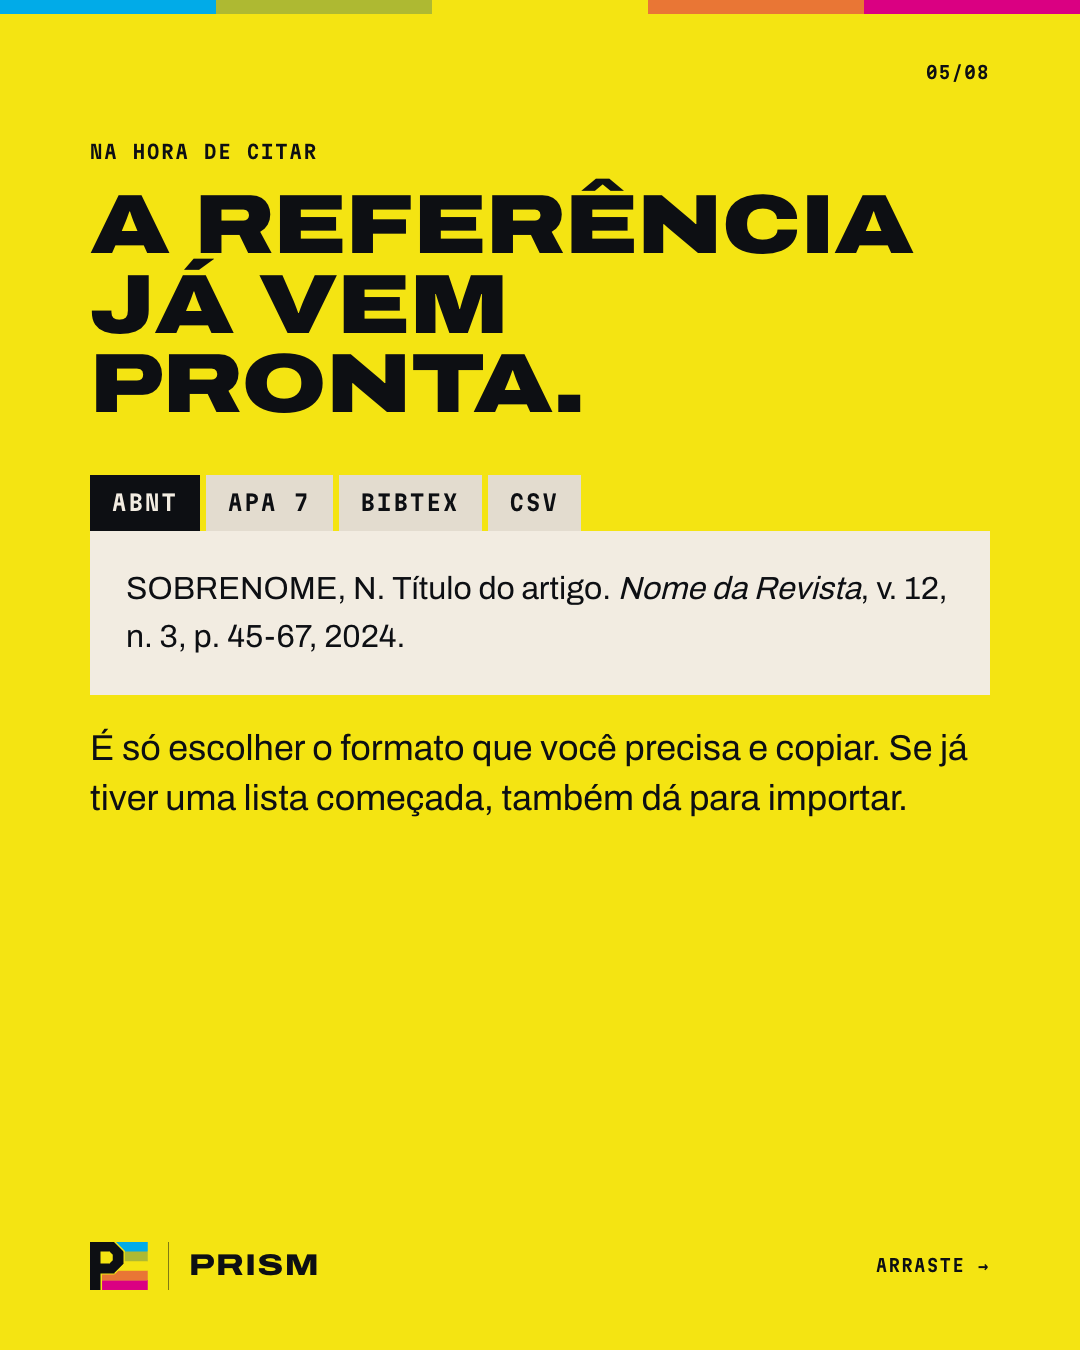 05/08
NA HORA DE CITAR
A REFERÊNCIA
JÁ VEM
PRONTA.
ABNT APA 7 BIBTEX CSV
SOBRENOME, N. Título do artigo. Nome da Revista, v. 12,
n. 3, p. 45-67, 2024.
É só escolher o formato que você precisa e copiar. Se já
tiver uma lista começada, também dá para importar.
PRISM
ARRASTE →